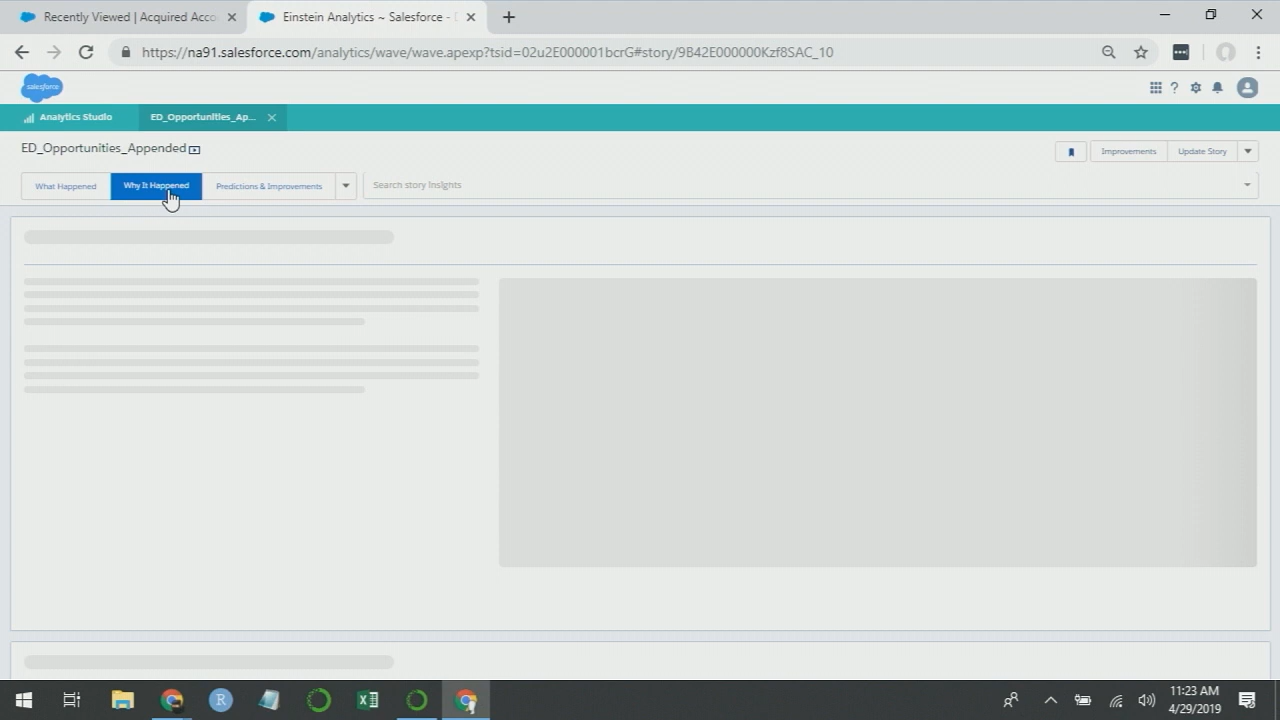 Recently Viewed | Acquired Acco
Einstein Analytics ~ Salesforce -
https://na91.salesforce.com/analytics/wave/wave.apexp?tsid=02u2E000001bcrG#story/9B42E000000Kzf8SAC_10
salesforce
Analytics Studio
ED_Opportunities_Ap...
ED_Opportunities_Appended
Improvements
Update Story
What Happened
Why It Happened
Predictions & Improvements
Search story insights
R
11:23 AM
4/29/2019